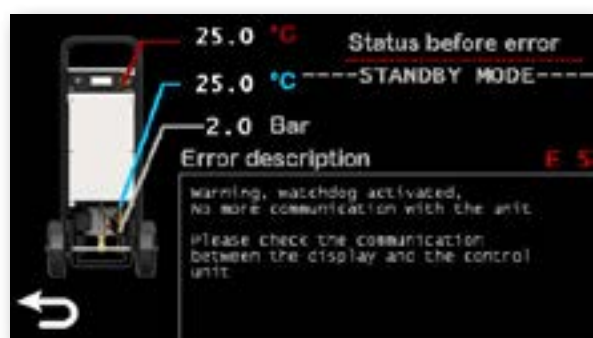 25.0 °C
Status before error
25.0 °C
----STANDBY MODE----
2.0 Bar
Error description
E
Warning, watchdog activated,
No more communication with the unit
Please check the communication
between the display and the control
unit